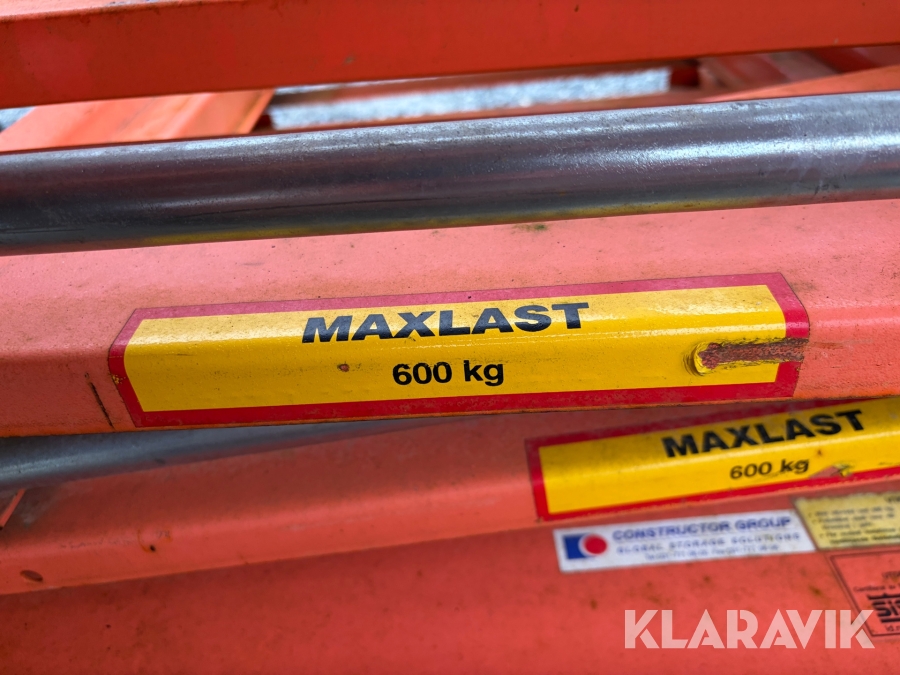 MAXLAST
600 kg
MAXLAST
600 kg
CONSTRUCTOR GROUP
GLOBAL STORAGE SOLUTIONS
KLARAVIK